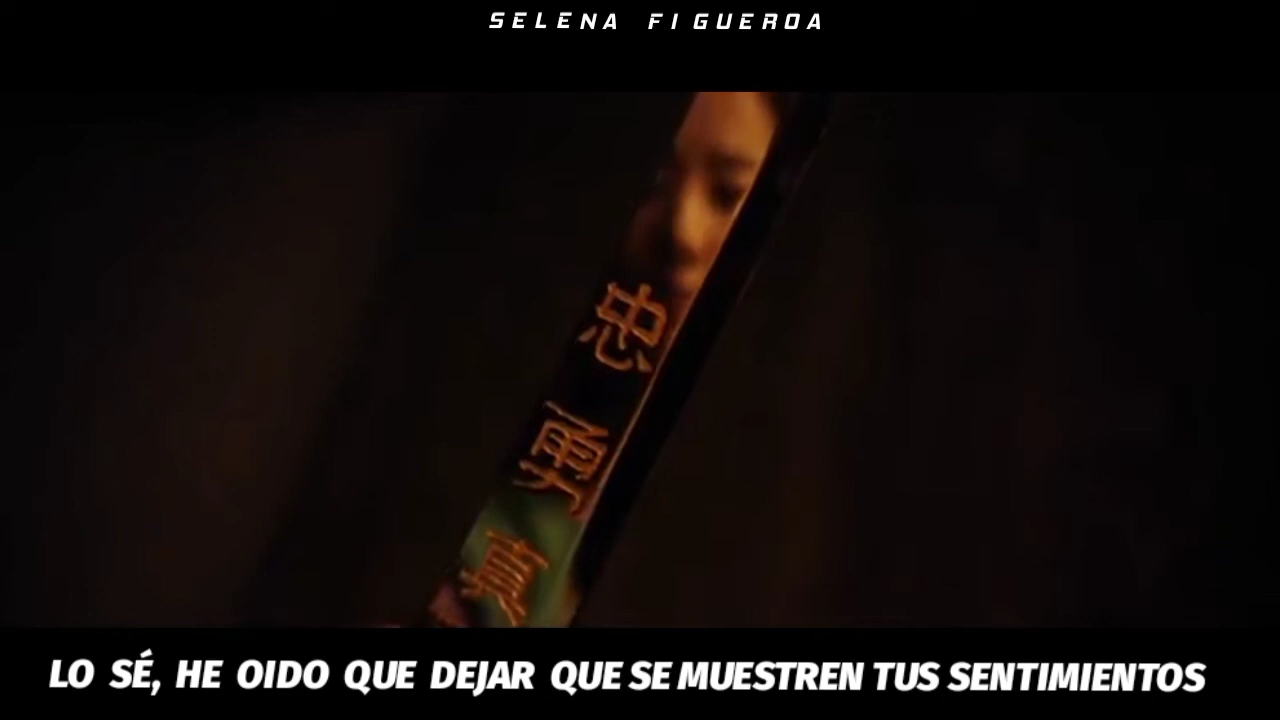 SELENA FIGUEROA
忠
勇
真
LO SÉ, HE OIDO QUE DEJAR QUE SE MUESTREN TUS SENTIMIENTOS